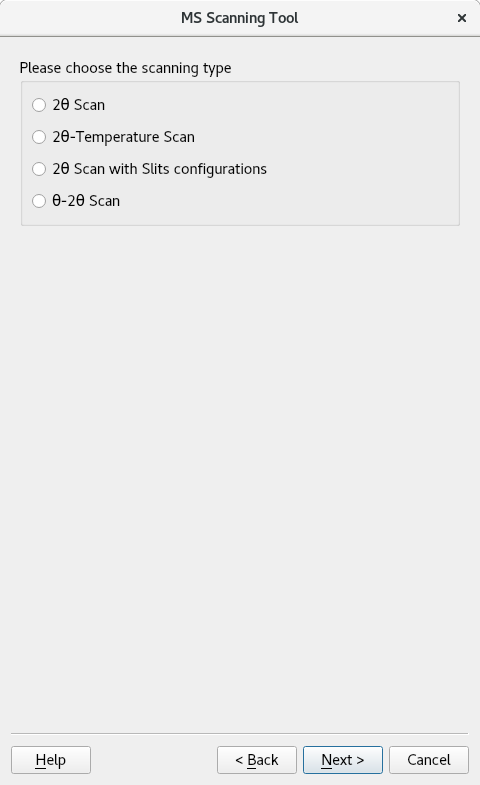 MS Scanning Tool
Please choose the scanning type
2θ Scan
2θ-Temperature Scan
2θ Scan with Slits configurations
θ-2θ Scan
Help
< Back
Next >
Cancel